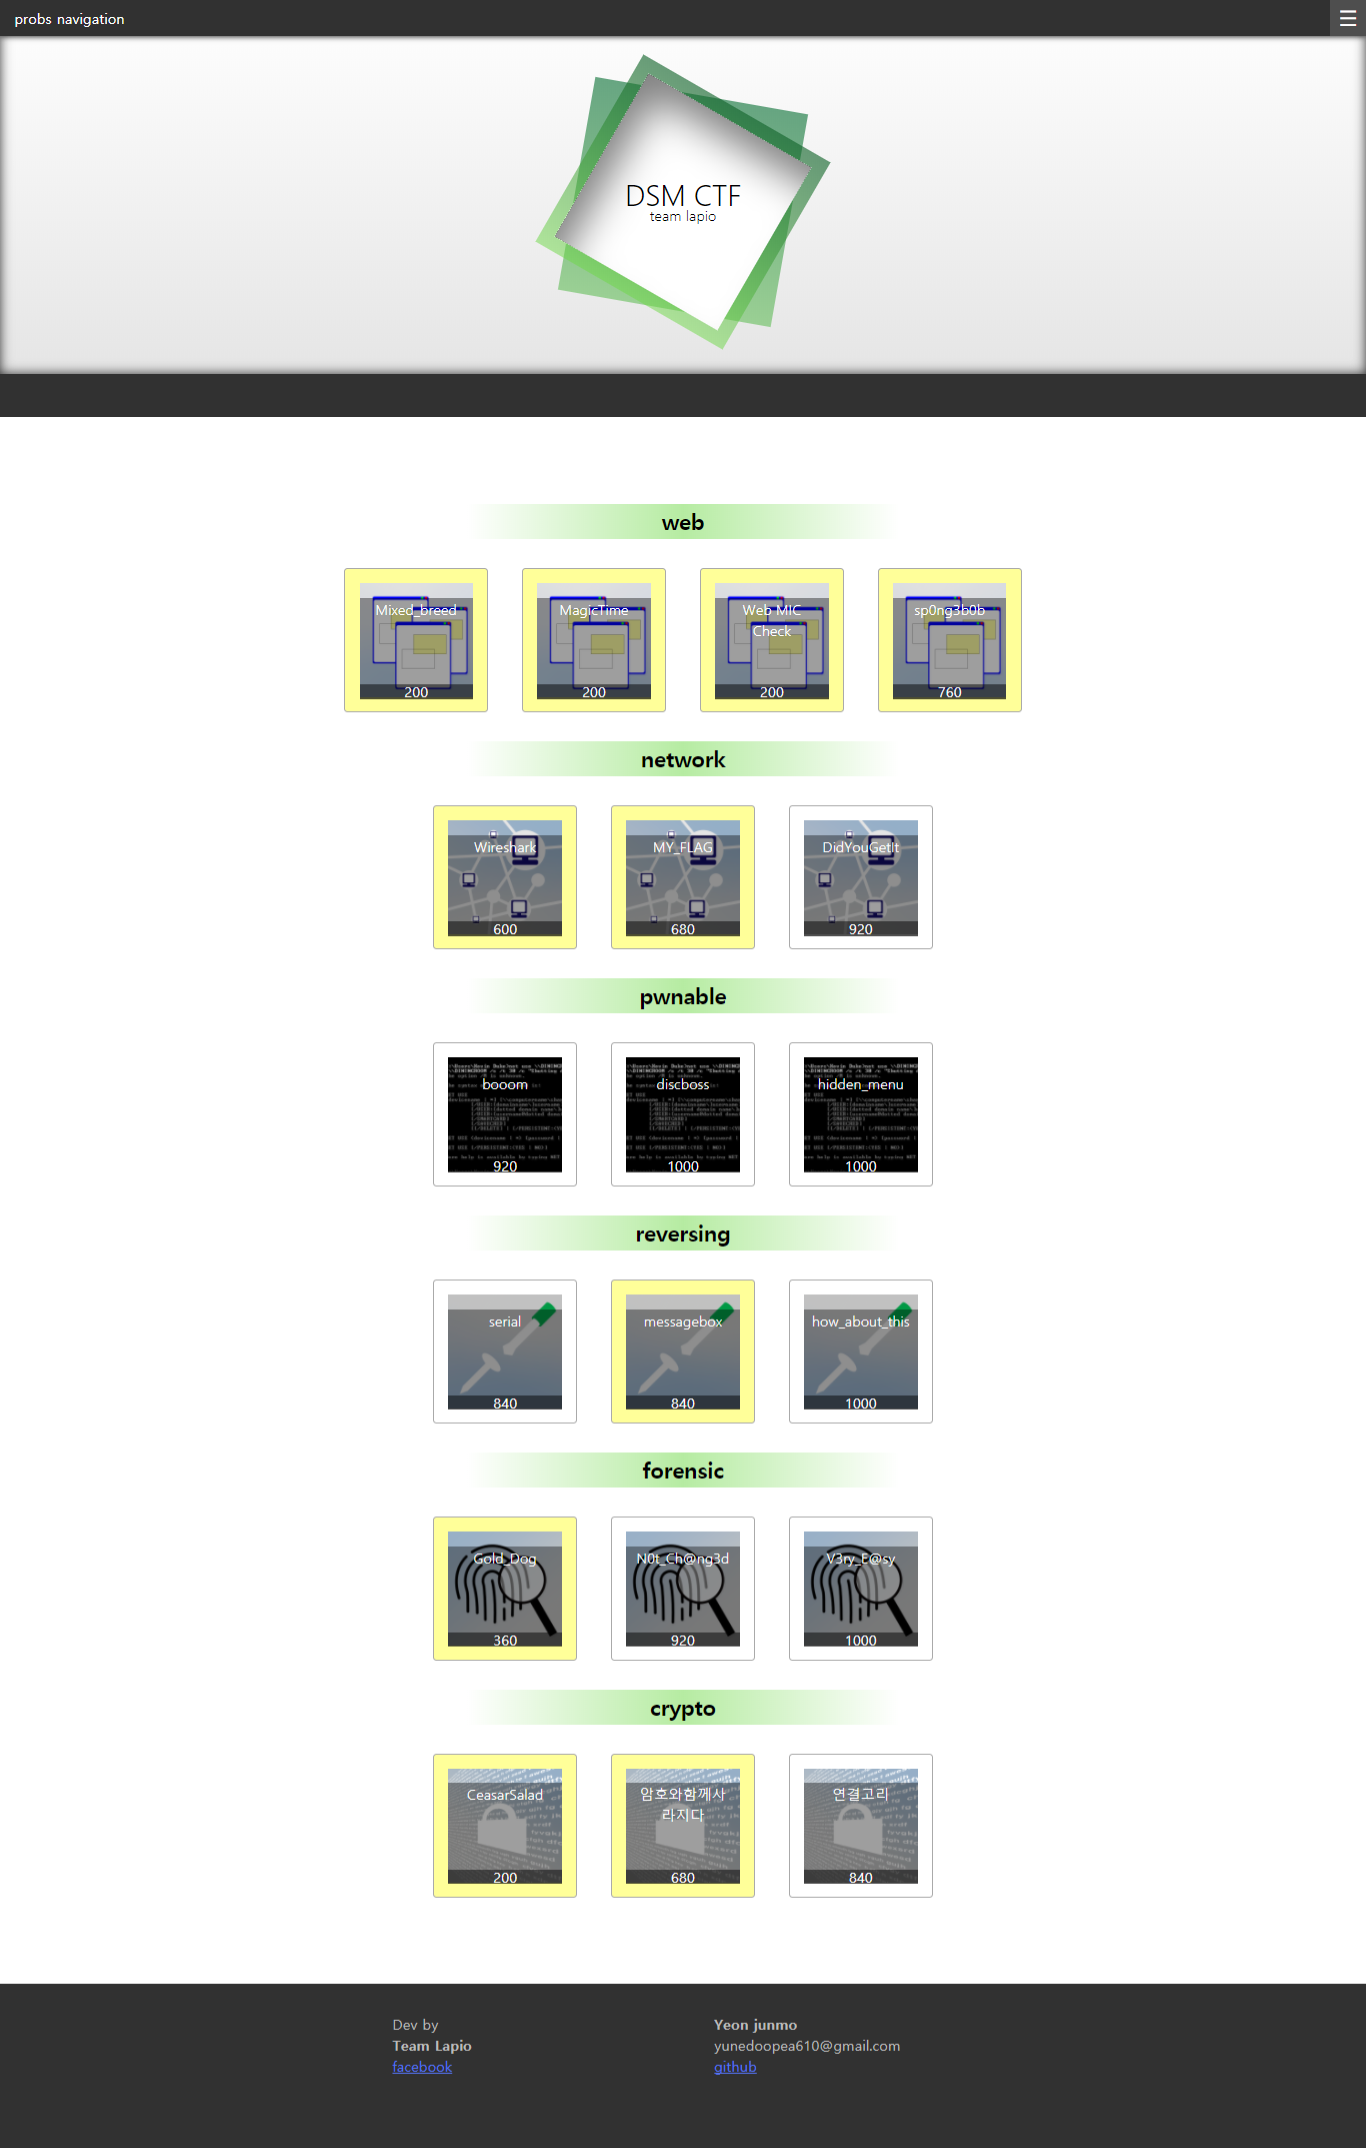 probs navigation
DSM CTF
team lapio
web
Mixed_breed
200
MagicTime
200
Web MIC
Check
200
sp0ng3b0b
760
network
Wireshark
600
MY_FLAG
680
DidYouGetIt
920
pwnable
booom
920
discboss
1000
hidden_menu
1000
reversing
serial
840
messagebox
840
how_about_this
1000
forensic
Gold_Dog
360
N0t_Ch@ng3d
920
V3ry_E@sy
1000
crypto
CeasarSalad
200
암호와함께사
라지다
680
연결고리
840
Dev by
Team Lapio
facebook
Yeon junmo
yunedoopea610@gmail.com
github